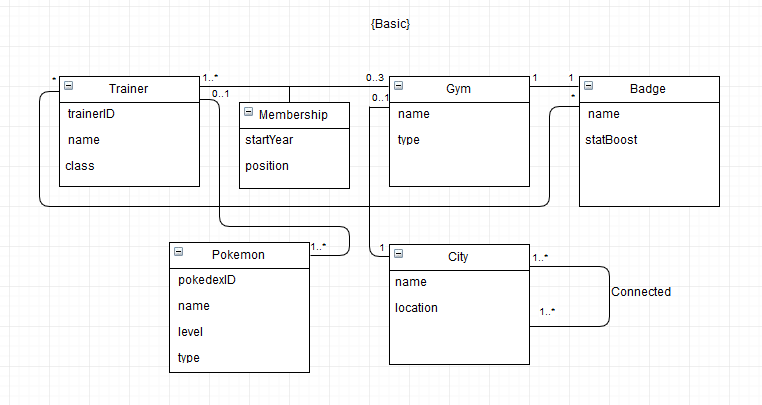 {Basic}
* Trainer 1..* 0..3 Gym 1 1 Badge
0..1 0..1 *
trainerID
name
class
Membership
startYear
position
name
type
name
statBoost
1..* 1 1..*
Pokemon
pokedexID
name
level
type
City
name
location
Connected
1..*